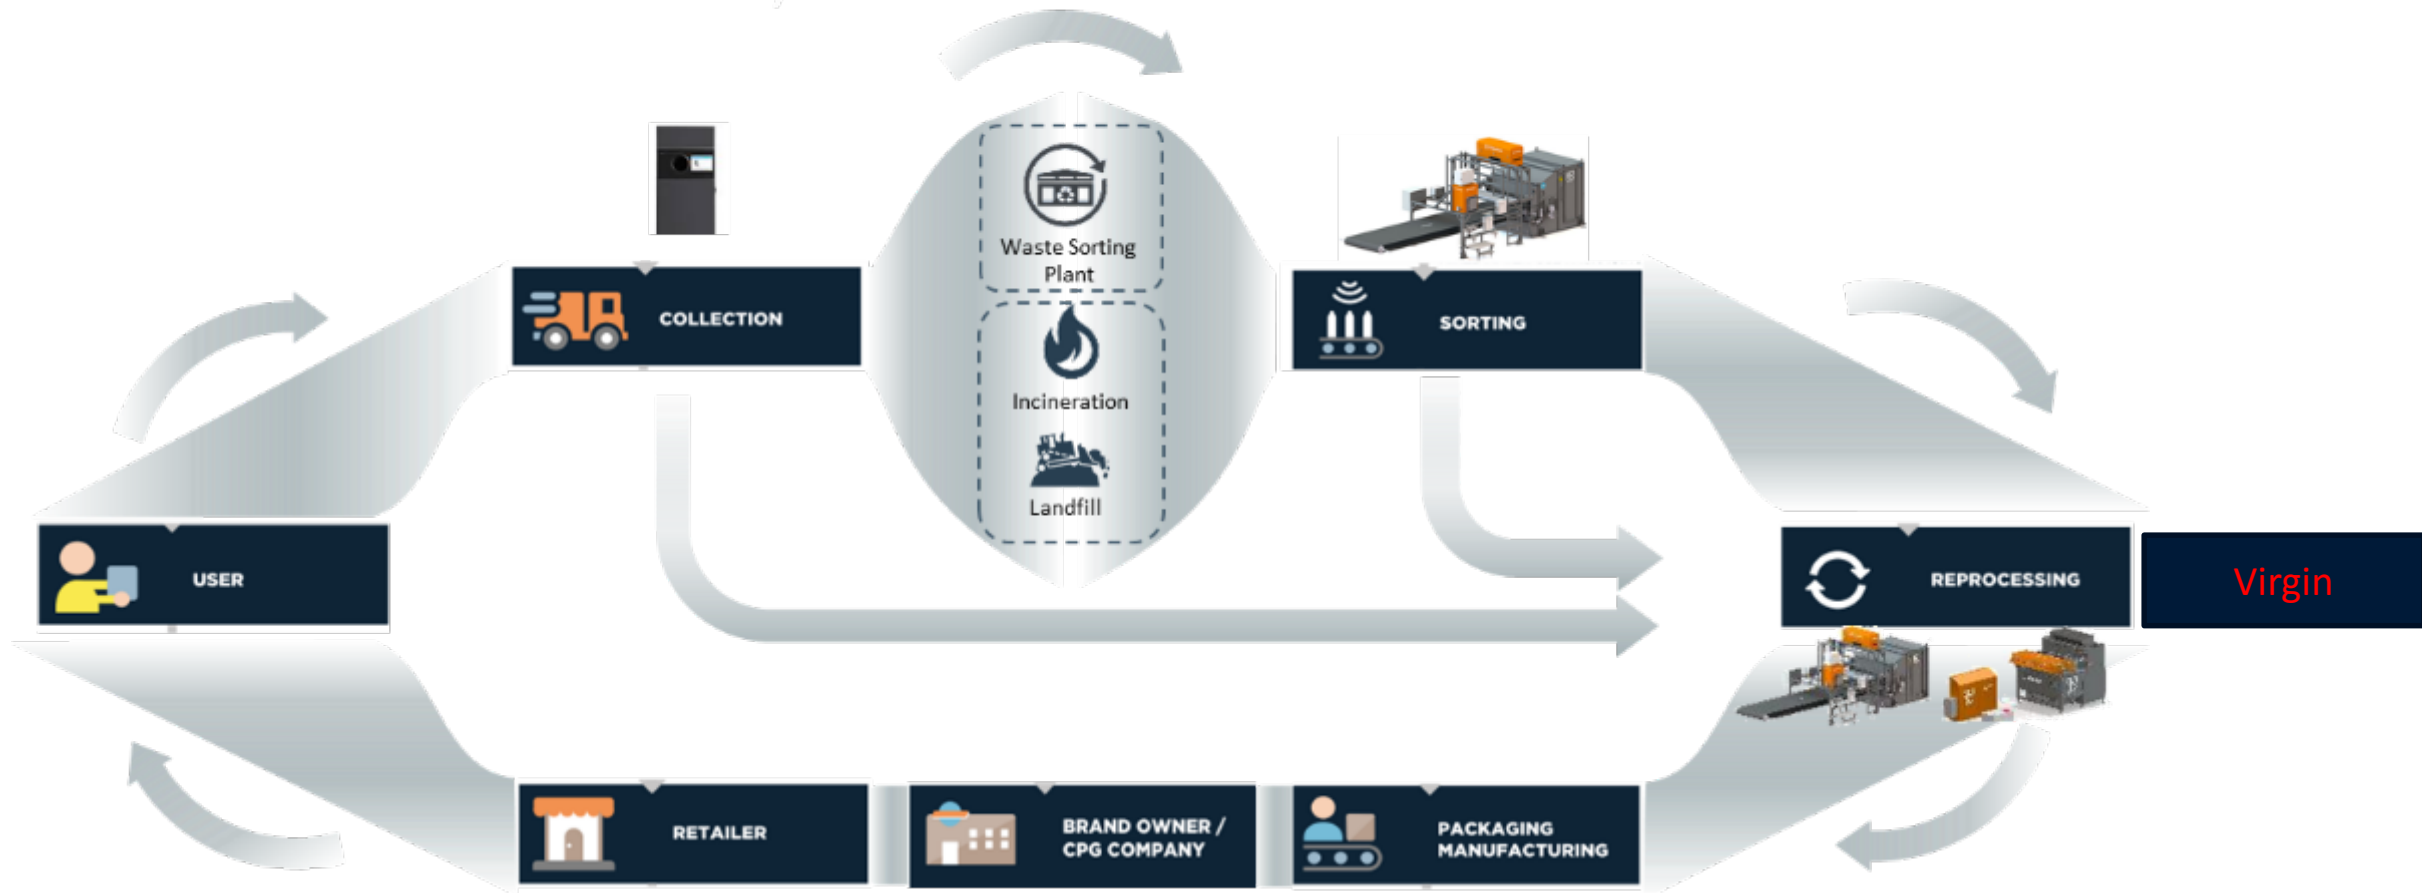 Waste Sorting
Plant
COLLECTION
SORTING
Incineration
Landfill
USER
REPROCESSING
Virgin
RETAILER
BRAND OWNER /
CPG COMPANY
PACKAGING
MANUFACTURING